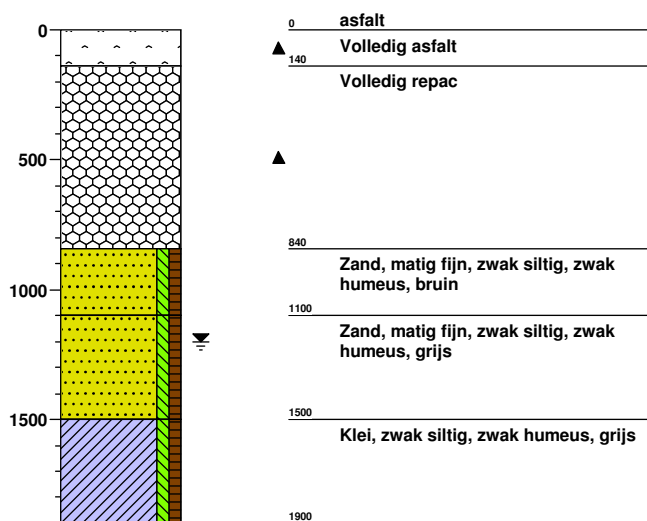 0
500
1000
1500
0 asfalt
Volledig asfalt
140
Volledig repac
840
Zand, matig fijn, zwak siltig, zwak
humeus, bruin
1100
Zand, matig fijn, zwak siltig, zwak
humeus, grijs
1500
Klei, zwak siltig, zwak humeus, grijs
1900